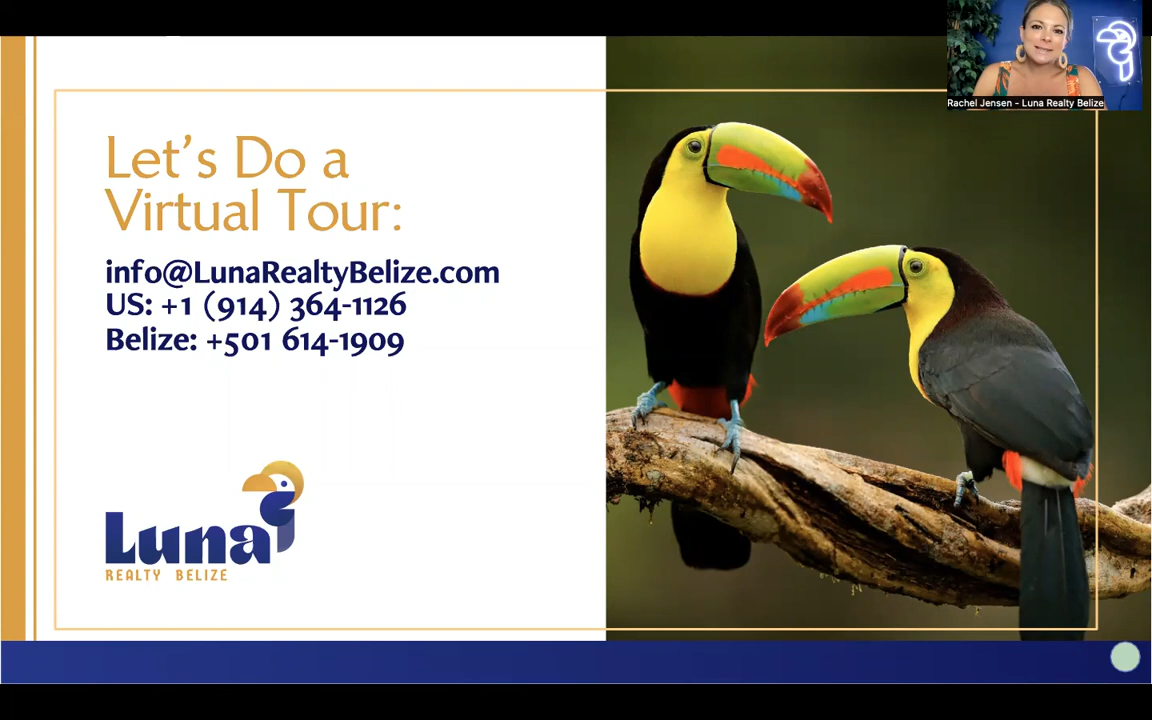 Rachel Jensen - Luna Realty Belize
Let's Do a
Virtual Tour:
info@LunaRealtyBelize.com
US: +1 (914) 364-1126
Belize: +501 614-1909
Luna
REALTY BELIZE